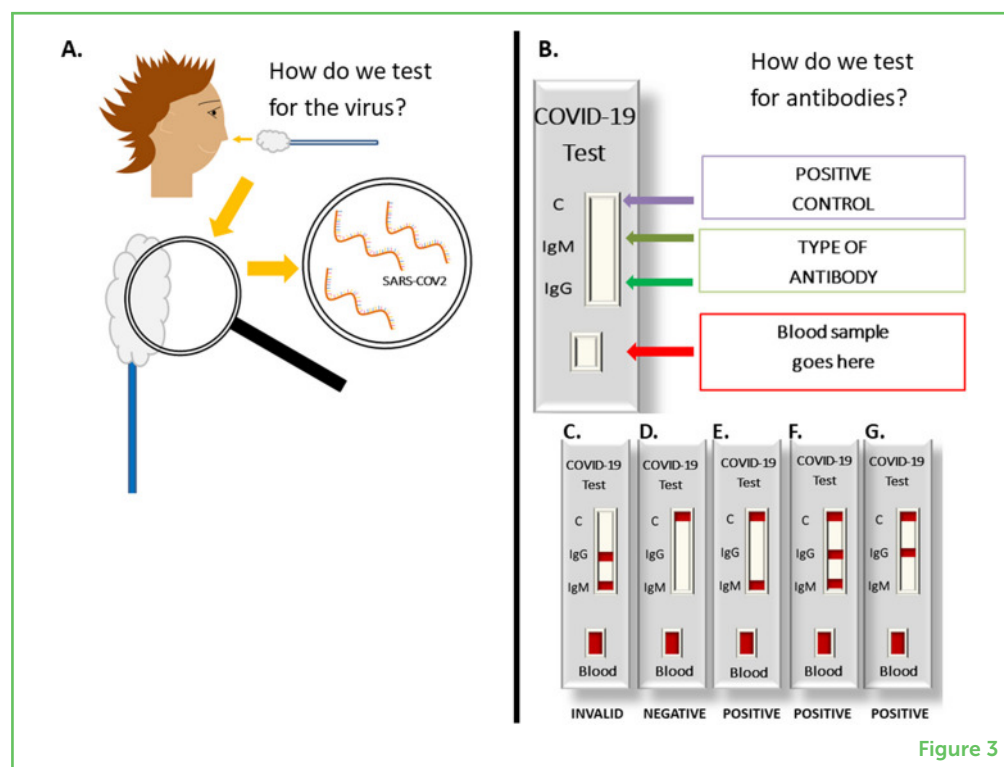 A.
How do we test
for the virus?
SARS-COV2
B.
How do we test
for antibodies?
COVID-19
Test
C
IgM
IgG
POSITIVE
CONTROL
TYPE OF
ANTIBODY
Blood sample
goes here
C.
COVID-19
Test
C
IgG
IgM
Blood
INVALID
D.
COVID-19
Test
C
IgG
IgM
Blood
NEGATIVE
E.
COVID-19
Test
C
IgG
IgM
Blood
POSITIVE
F.
COVID-19
Test
C
IgG
IgM
Blood
POSITIVE
G.
COVID-19
Test
C
IgG
IgM
Blood
POSITIVE
Figure 3